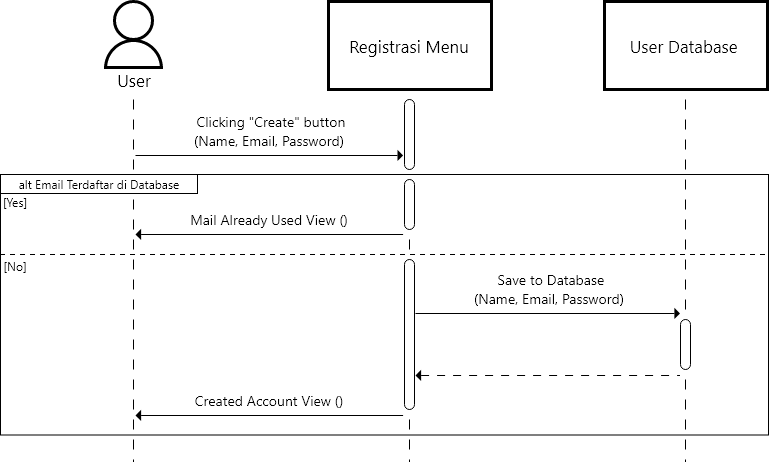 User
Registrasi Menu
User Database
Clicking "Create" button
(Name, Email, Password)
alt Email Terdaftar di Database
[Yes]
Mail Already Used View ()
[No]
Save to Database
(Name, Email, Password)
Created Account View ()